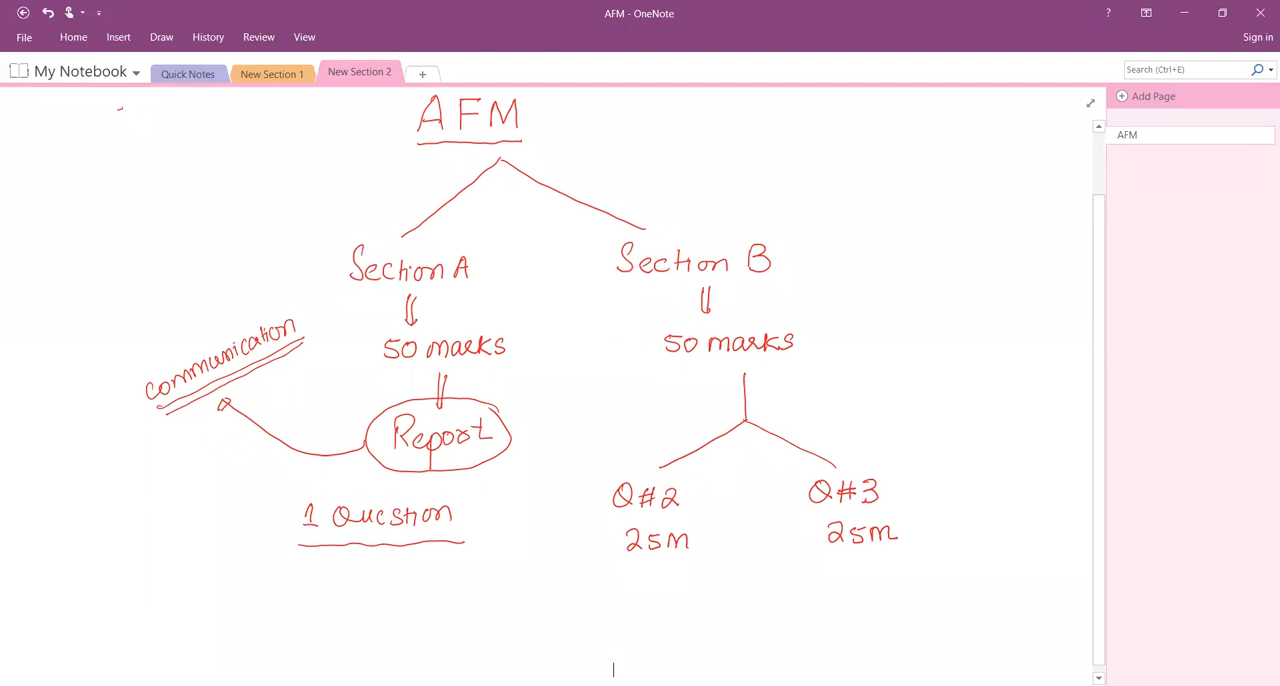 AFM - OneNote
?
File Home Insert Draw History Review View
Sign in
My Notebook
Quick Notes
New Section 1
New Section 2
+
Search (Ctrl+E)
Add Page
AFM
AFM
Section A
Section B
50 marks
50 marks
communication
Report
Q#2
Q#3
1 Question
25m
25m